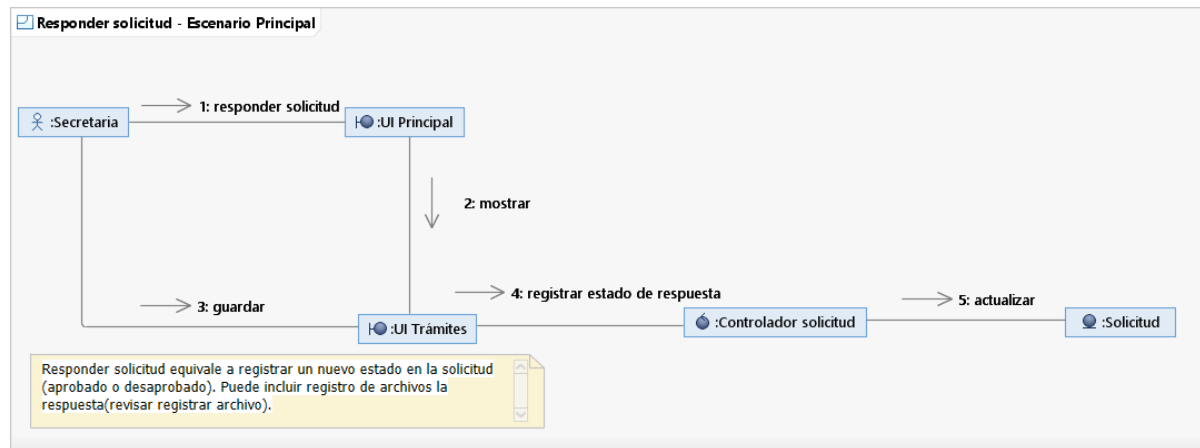 Responder solicitud - Escenario Principal
1: responder solicitud
:Secretaria
:UI Principal
2: mostrar
3: guardar
4: registrar estado de respuesta
5: actualizar
:UI Trámites
:Controlador solicitud
:Solicitud
Responder solicitud equivale a registrar un nuevo estado en la solicitud
(aprobado o desaprobado). Puede incluir registro de archivos la
respuesta(revisar registrar archivo).